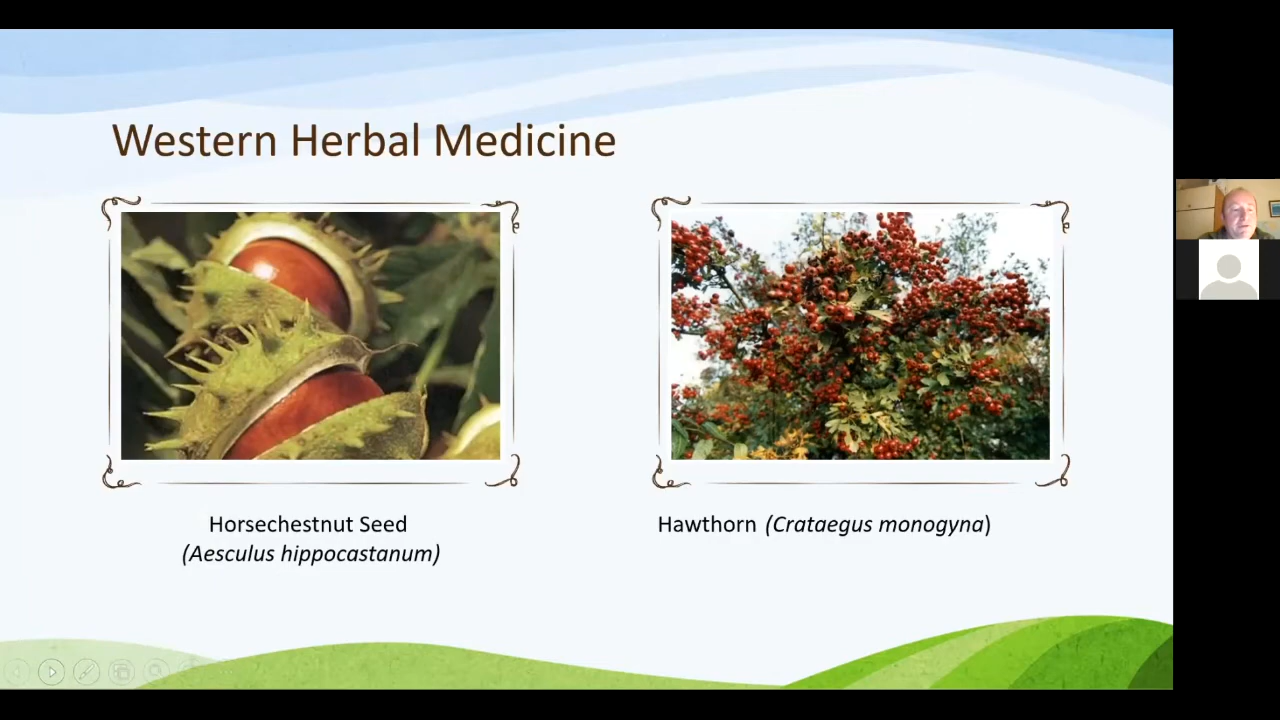 Western Herbal Medicine
Horsechestnut Seed
(Aesculus hippocastanum)
Hawthorn (Crataegus monogyna)